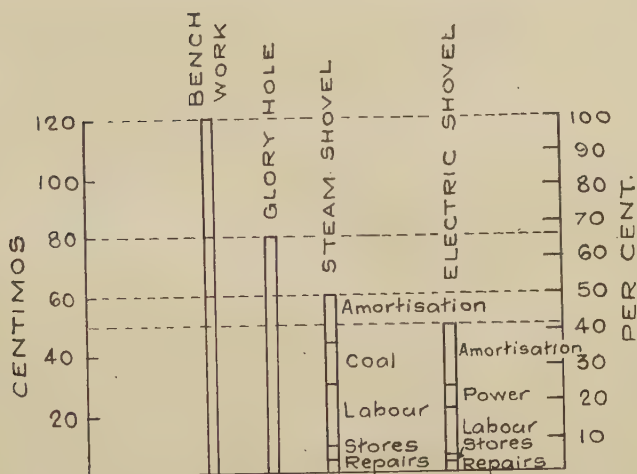 BENCH
WORK
GLORY HOLE
STEAM SHOVEL
ELECTRIC SHOVEL
CENTIMOS
120
100
80
60
50
40
20
PER CENT.
100
90
80
70
60
50
40
30
20
10
Amortisation
Coal
Labour
Stores
Repairs
Amortisation
Power
Labour
Stores
Repairs